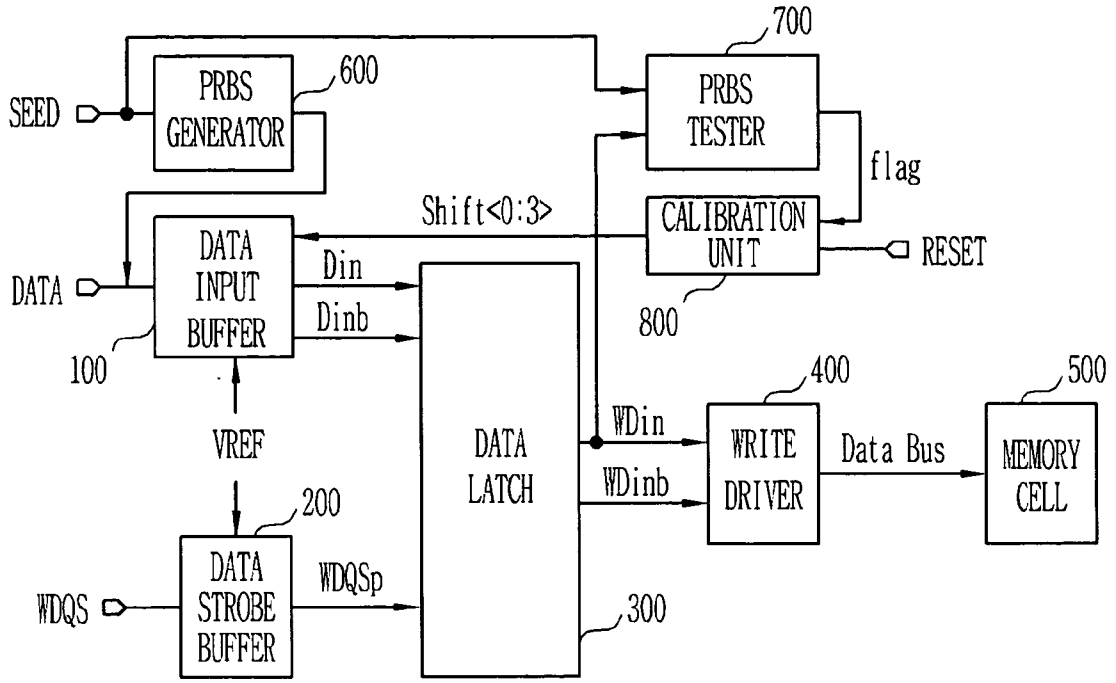 SEED
PRBS
GENERATOR
600
700
PRBS
TESTER
flag
Shift<0:3>
CALIBRATION
UNIT
RESET
800
DATA
DATA
INPUT
BUFFER
100
Din
Dinb
VREF
DATA
LATCH
300
WDin
WDinb
400
WRITE
DRIVER
Data Bus
500
MEMORY
CELL
WDQS
200
DATA
STROBE
BUFFER
WDQSp